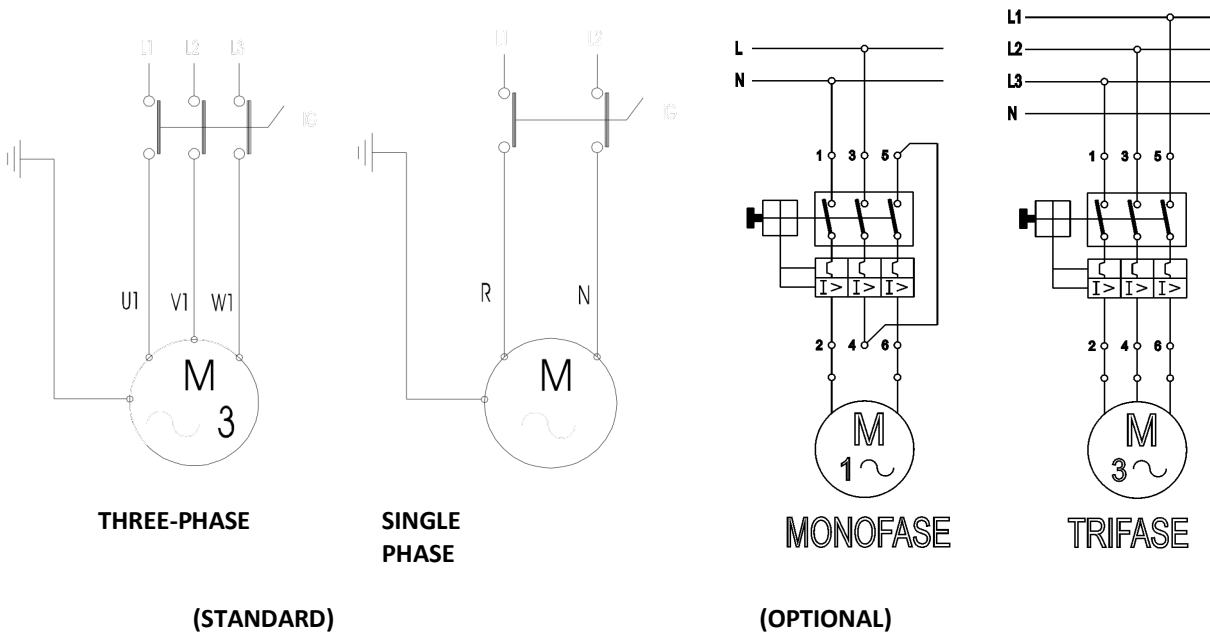 L1 L2 L3
IG
U1 V1 W1
M
3
THREE-PHASE
L1 L2
IG
R N
M
SINGLE
PHASE
(STANDARD)
L
N
1 3 5
I> I> I>
2 4 6
M
1
MONOFASE
L1
L2
L3
N
1 3 5
I> I> I>
2 4 6
M
3
TRIFASE
(OPTIONAL)